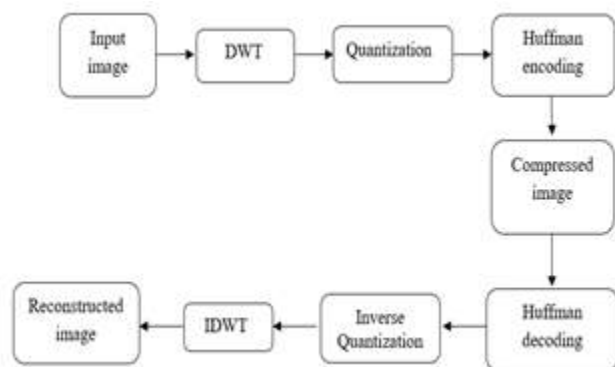 Input
image
DWT
Quantization
Huffman
encoding
Compressed
image
Huffman
decoding
Inverse
Quantization
IDWT
Reconstructed
image